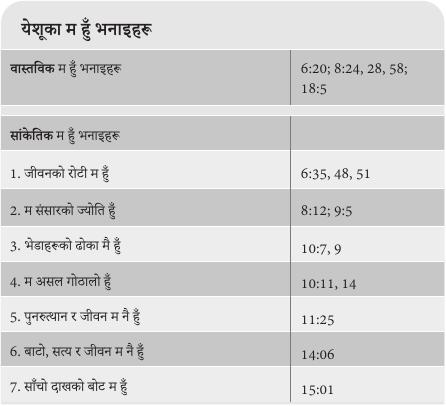 येशूका म हुँ भनाइहरू
वास्तविक म हुँ भनाइहरू 6:20; 8:24, 28, 58;
18:5
सांकेतिक म हुँ भनाइहरू
1. जीवनको रोटी म हुँ 6:35, 48, 51
2. म संसारको ज्योति हुँ 8:12; 9:5
3. भेडाहरूको ढोका मै हुँ 10:7, 9
4. म असल गोठालो हुँ 10:11, 14
5. पुनरुत्थान र जीवन म नै हुँ 11:25
6. बाटो, सत्य र जीवन म नै हुँ 14:06
7. साँचो दाखको बोट म हुँ 15:01